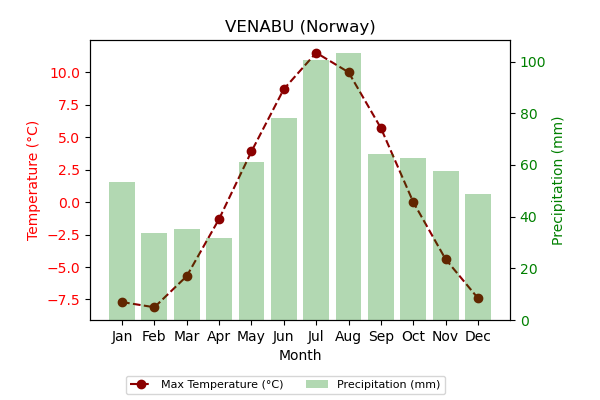 VENABU (Norway)
Temperature (°C)
10.0
7.5
5.0
2.5
0.0
−2.5
−5.0
−7.5
100
80
60
40
20
0
Precipitation (mm)
Jan Feb Mar Apr May Jun Jul Aug Sep Oct Nov Dec
Month
Max Temperature (°C) Precipitation (mm)